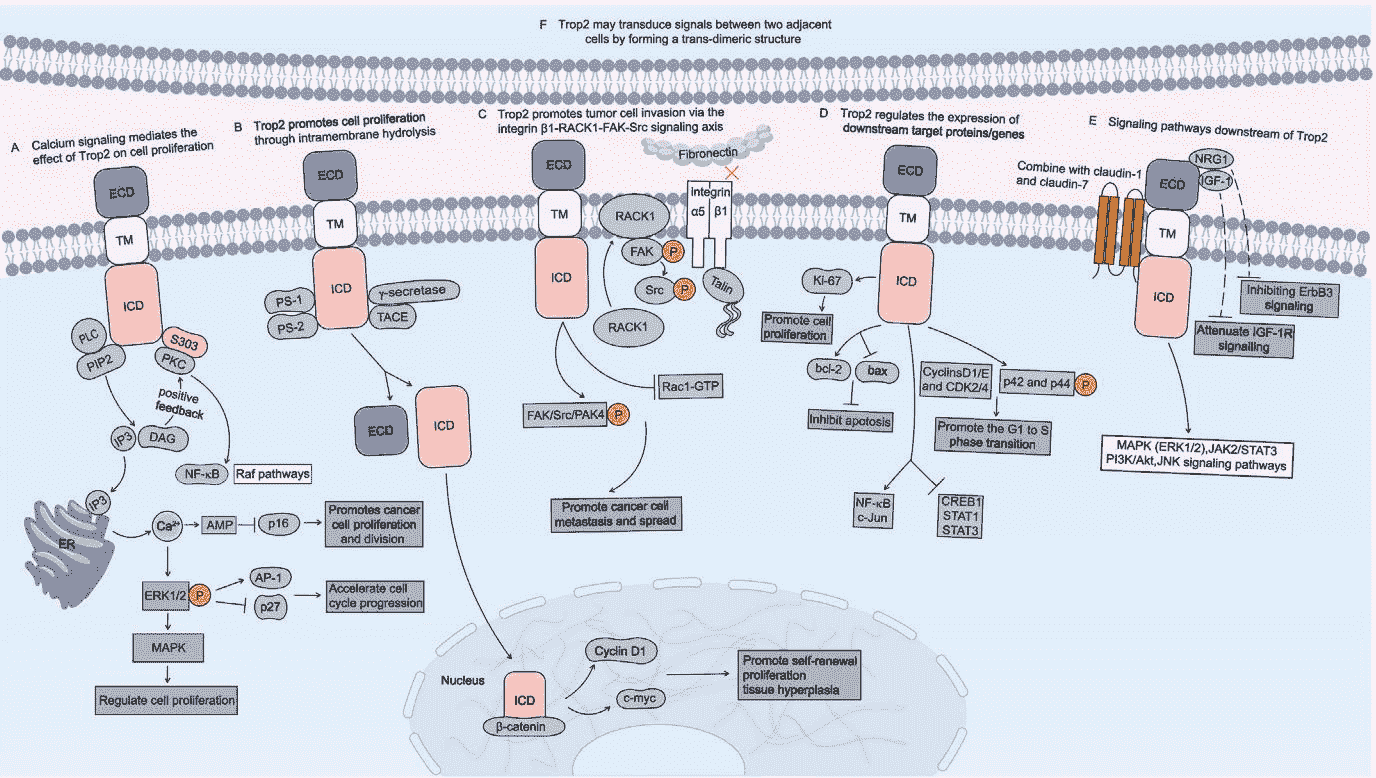 F Trop2 may transduce signals between two adjacent
cells by forming a trans-dimeric structure
A Calcium signaling mediates the
effect of Trop2 on cell proliferation
ECD
TM
ICD
PLC
PIP2
S303
PKC
positive
feedback
IP3
DAG
NF-κB
Raf pathways
IP3
ER
Ca²⁺
AMP
p16
Promotes cancer
cell proliferation
and division
ERK1/2
P
AP-1
p27
Accelerate cell
cycle progression
MAPK
Regulate cell proliferation
B Trop2 promotes cell proliferation
through intramembrane hydrolysis
ECD
TM
ICD
PS-1
PS-2
γ-secretase
TACE
ECD
ICD
Nucleus
ICD
β-catenin
Cyclin D1
c-myc
Promote self-renewal
proliferation
tissue hyperplasia
C Trop2 promotes tumor cell invasion via the
integrin β1-RACK1-FAK-Src signaling axis
ECD
TM
ICD
Fibronectin
Integrin
α5 β1
RACK1
FAK
P
Src
P
Talin
RACK1
Rac1-GTP
FAK/Src/PAK4
P
Promote cancer cell
metastasis and spread
D Trop2 regulates the expression of
downstream target proteins/genes
ECD
TM
ICD
Ki-67
Promote cell
proliferation
bcl-2
bax
Inhibit apotosis
CyclinsD1/E
and CDK2/4
p42 and p44
P
Promote the G1 to S
phase transition
NF-κB
c-Jun
CREB1
STAT1
STAT3
E Signaling pathways downstream of Trop2
Combine with claudin-1
and claudin-7
ECD
TM
ICD
NRG1
IGF-1
Inhibiting ErbB3
signaling
Attenuate IGF-1R
signailling
MAPK (ERK1/2),JAK2/STAT3
PI3K/Akt,JNK signaling pathways